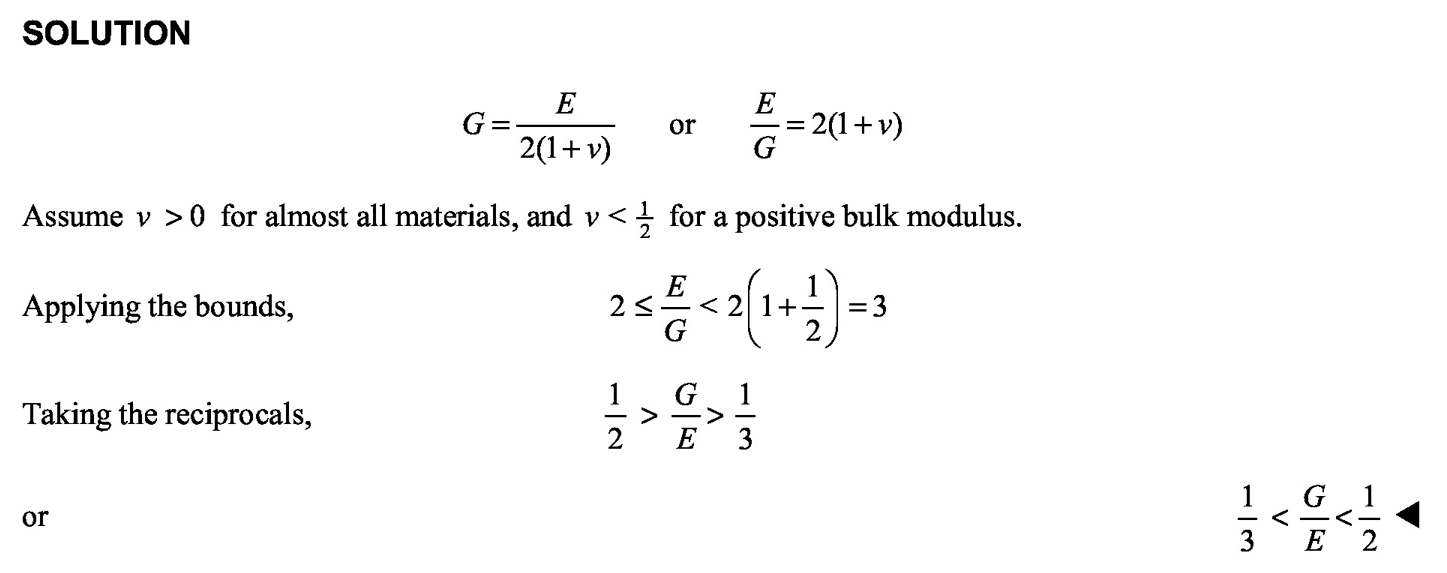 SOLUTION
G = E / 2(1 + ν) or E / G = 2(1 + ν)
Assume ν > 0 for almost all materials, and ν < 1/2 for a positive bulk modulus.
Applying the bounds, 2 ≤ E / G < 2(1 + 1/2) = 3
Taking the reciprocals, 1/2 > G / E > 1/3
or 1/3 < G / E < 1/2 ◄